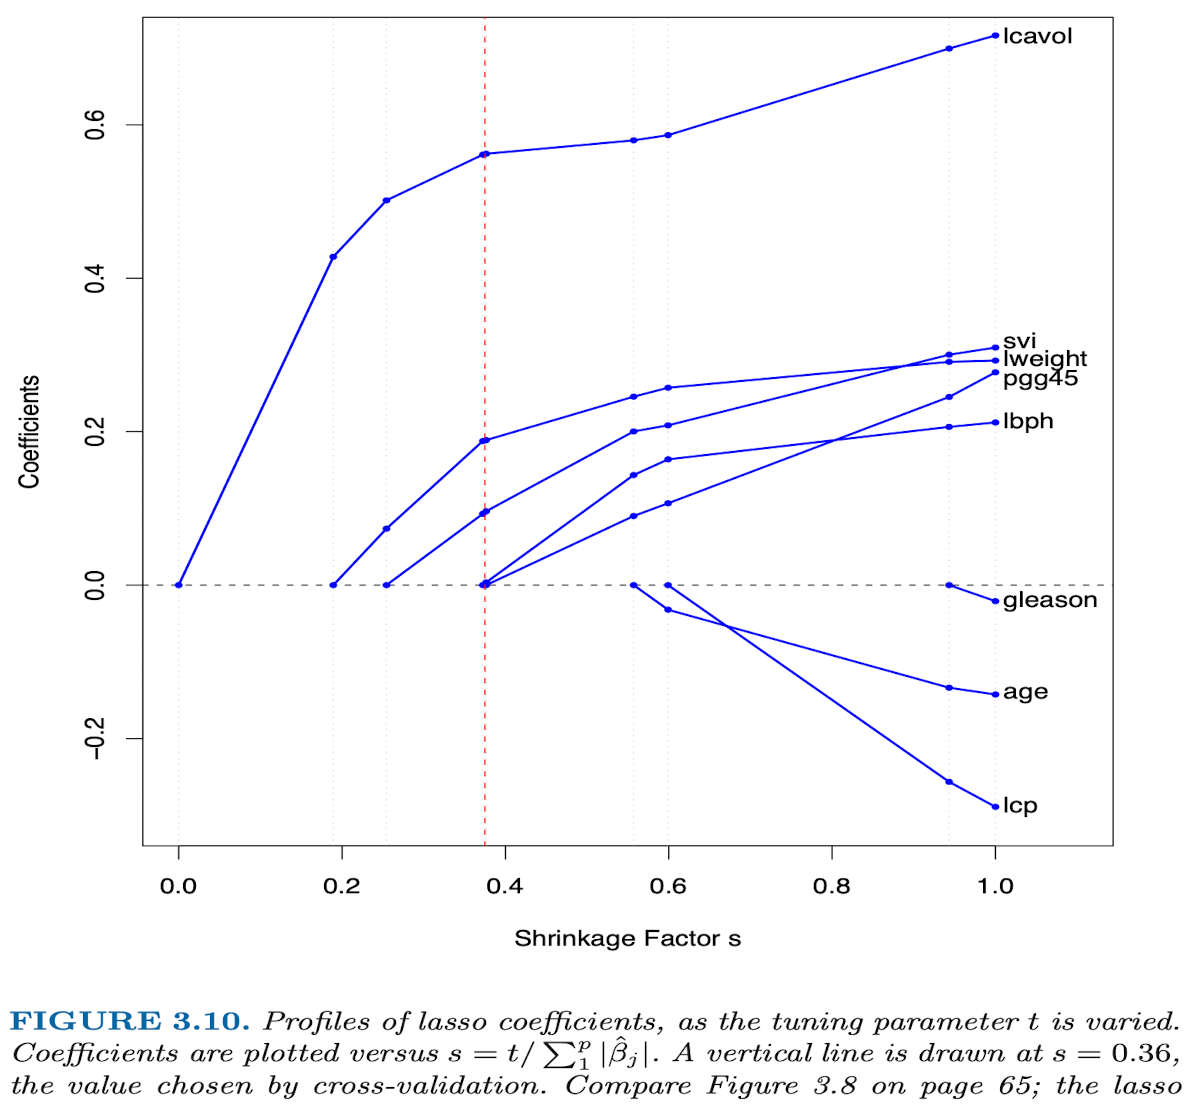 lcavol
0.6
0.4
svi
lweight
pgg45
Coefficients
0.2
lbph
0.0
gleason
age
−0.2
lcp
0.0 0.2 0.4 0.6 0.8 1.0
Shrinkage Factor s
FIGURE 3.10. Profiles of lasso coefficients, as the tuning parameter t is varied.
Coefficients are plotted versus s = t/ ∑₁ᵖ |β̂ⱼ|. A vertical line is drawn at s = 0.36,
the value chosen by cross-validation. Compare Figure 3.8 on page 65; the lasso